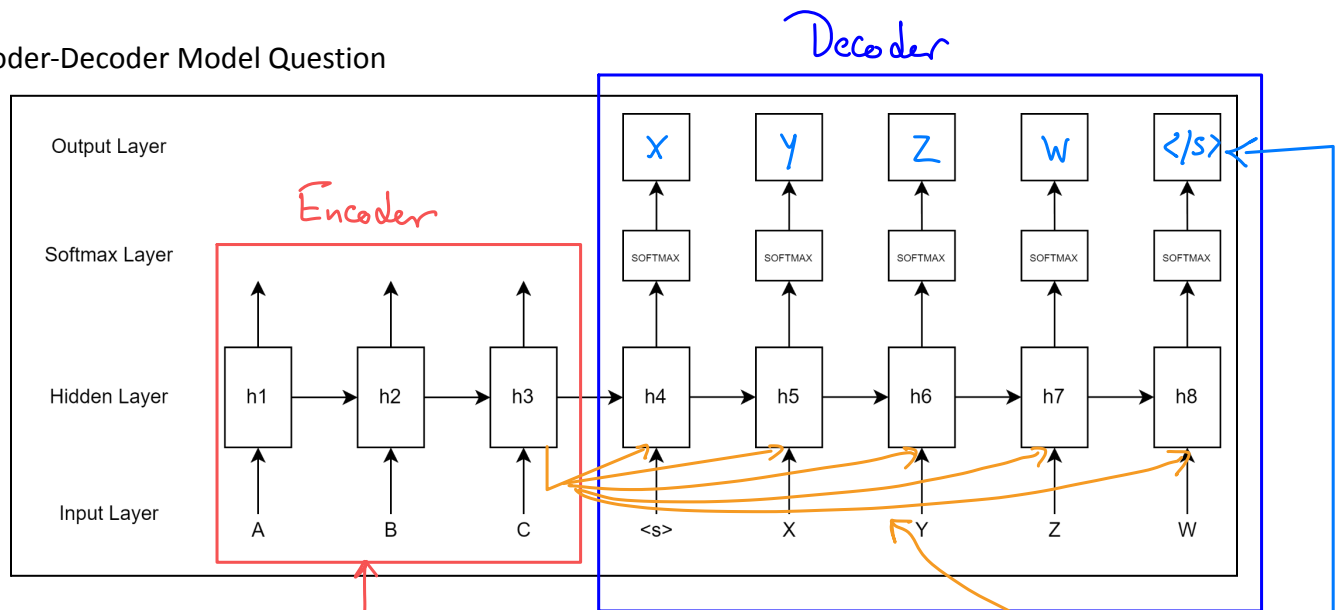 Decoder
oder-Decoder Model Question
Output Layer X Y Z W </s>
Encoder
Softmax Layer SOFTMAX SOFTMAX SOFTMAX SOFTMAX SOFTMAX
Hidden Layer h1 h2 h3 h4 h5 h6 h7 h8
Input Layer
A B C <s> X Y Z W